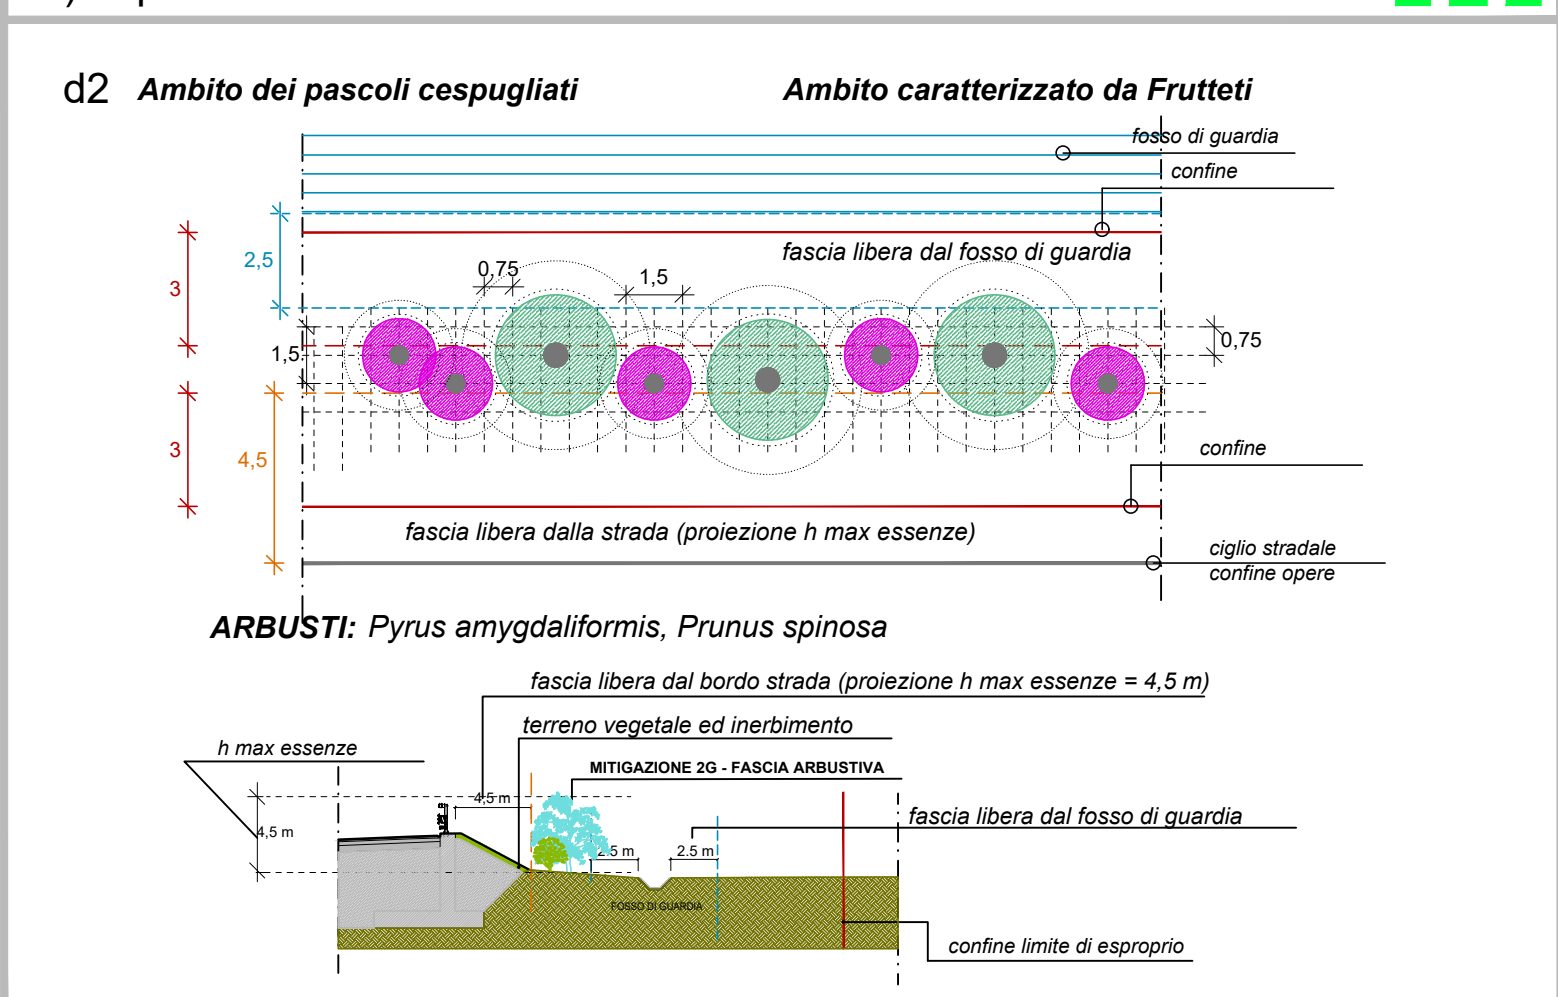 d2 Ambito dei pascoli cespugliati Ambito caratterizzato da Frutteti
fosso di guardia
confine
fascia libera dal fosso di guardia
2,5
3
0,75
1,5
1,5
0,75
3
4,5
confine
fascia libera dalla strada (proiezione h max essenze)
ciglio stradale
confine opere
ARBUSTI: Pyrus amygdaliformis, Prunus spinosa
fascia libera dal bordo strada (proiezione h max essenze = 4,5 m)
terreno vegetale ed inerbimento
h max essenze
MITIGAZIONE 2G - FASCIA ARBUSTIVA
4,5 m
4,5 m
fascia libera dal fosso di guardia
2.5 m
2.5 m
FOSSO DI GUARDIA
confine limite di esproprio